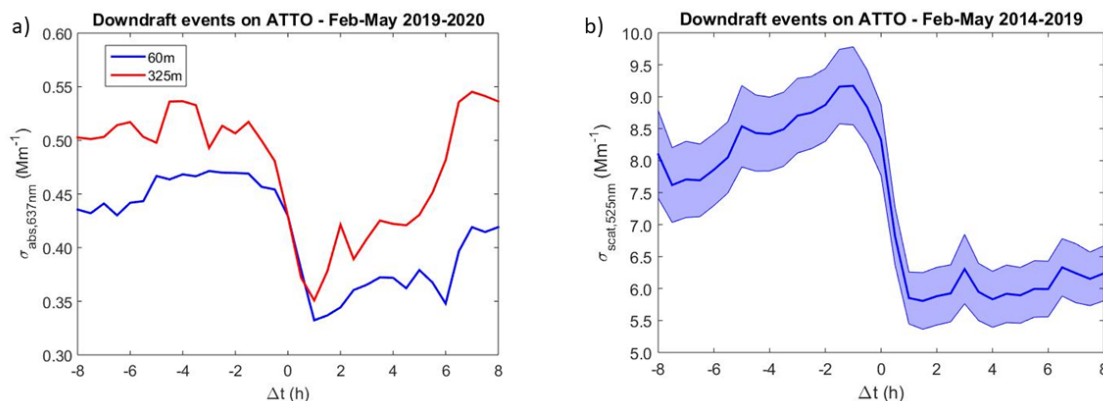 a)
Downdraft events on ATTO - Feb-May 2019-2020
0.60
0.55
0.50
0.45
0.40
0.35
0.30
σabs,637nm (Mm-1)
60m
325m
-8 -6 -4 -2 0 2 4 6 8
Δt (h)
b)
Downdraft events on ATTO - Feb-May 2014-2019
10.0
9.5
9.0
8.5
8.0
7.5
7.0
6.5
6.0
5.5
5.0
σscat,525nm (Mm-1)
-8 -6 -4 -2 0 2 4 6 8
Δt (h)